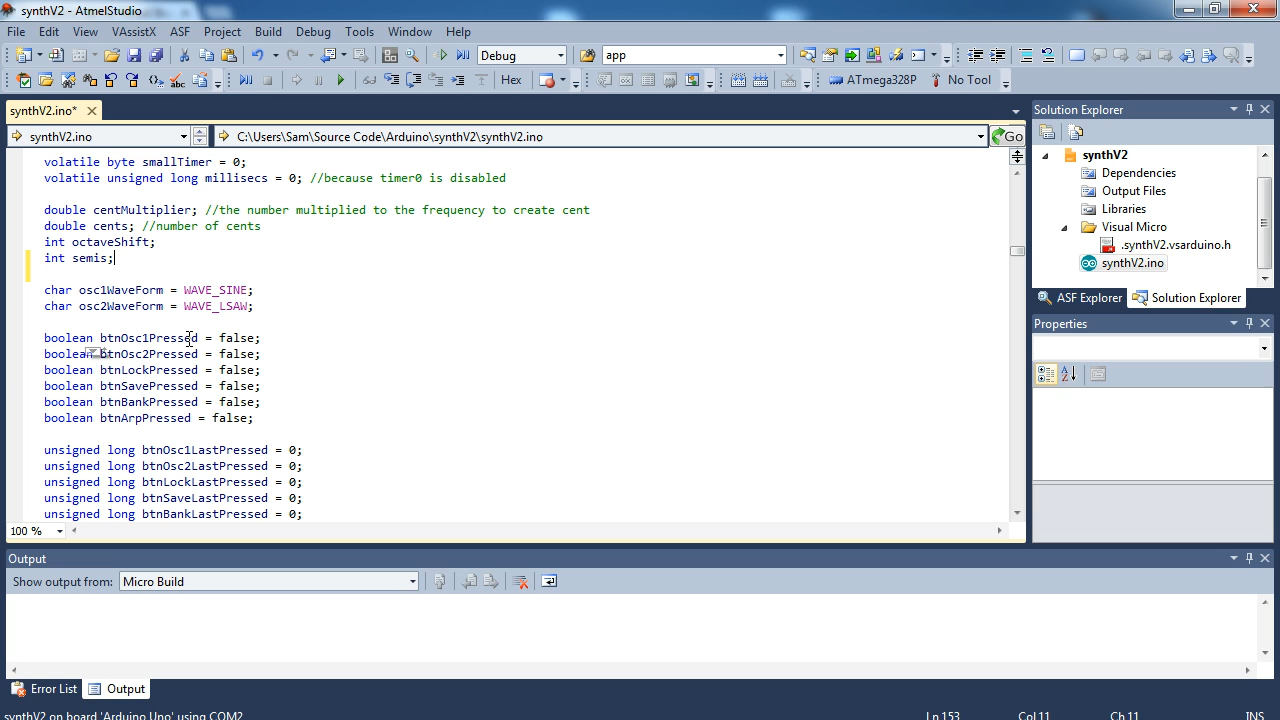 synthV2 - AtmelStudio
File Edit View VAssistX ASF Project Build Debug Tools Window Help
Debug app
Hex ATmega328P No Tool
synthV2.ino*
synthV2.ino C:\Users\Sam\Source Code\Arduino\synthV2\synthV2.ino Go
volatile byte smallTimer = 0;
volatile unsigned long millisecs = 0; //because timer0 is disabled
double centMultiplier; //the number multiplied to the frequency to create cent
double cents; //number of cents
int octaveShift;
int semis;
char osc1WaveForm = WAVE_SINE;
char osc2WaveForm = WAVE_LSAW;
boolean btnOsc1Pressed = false;
boolean btnOsc2Pressed = false;
boolean btnLockPressed = false;
boolean btnSavePressed = false;
boolean btnBankPressed = false;
boolean btnArpPressed = false;
unsigned long btnOsc1LastPressed = 0;
unsigned long btnOsc2LastPressed = 0;
unsigned long btnLockLastPressed = 0;
unsigned long btnSaveLastPressed = 0;
unsigned long btnBankLastPressed = 0;
100 %
Solution Explorer
synthV2
Dependencies
Output Files
Libraries
Visual Micro
.synthV2.vsarduino.h
synthV2.ino
ASF Explorer Solution Explorer
Properties
Output
Show output from: Micro Build
Error List Output
synthV2 on board 'Arduino Uno' using COM2 Ln 153 Col 11 Ch 11 INS